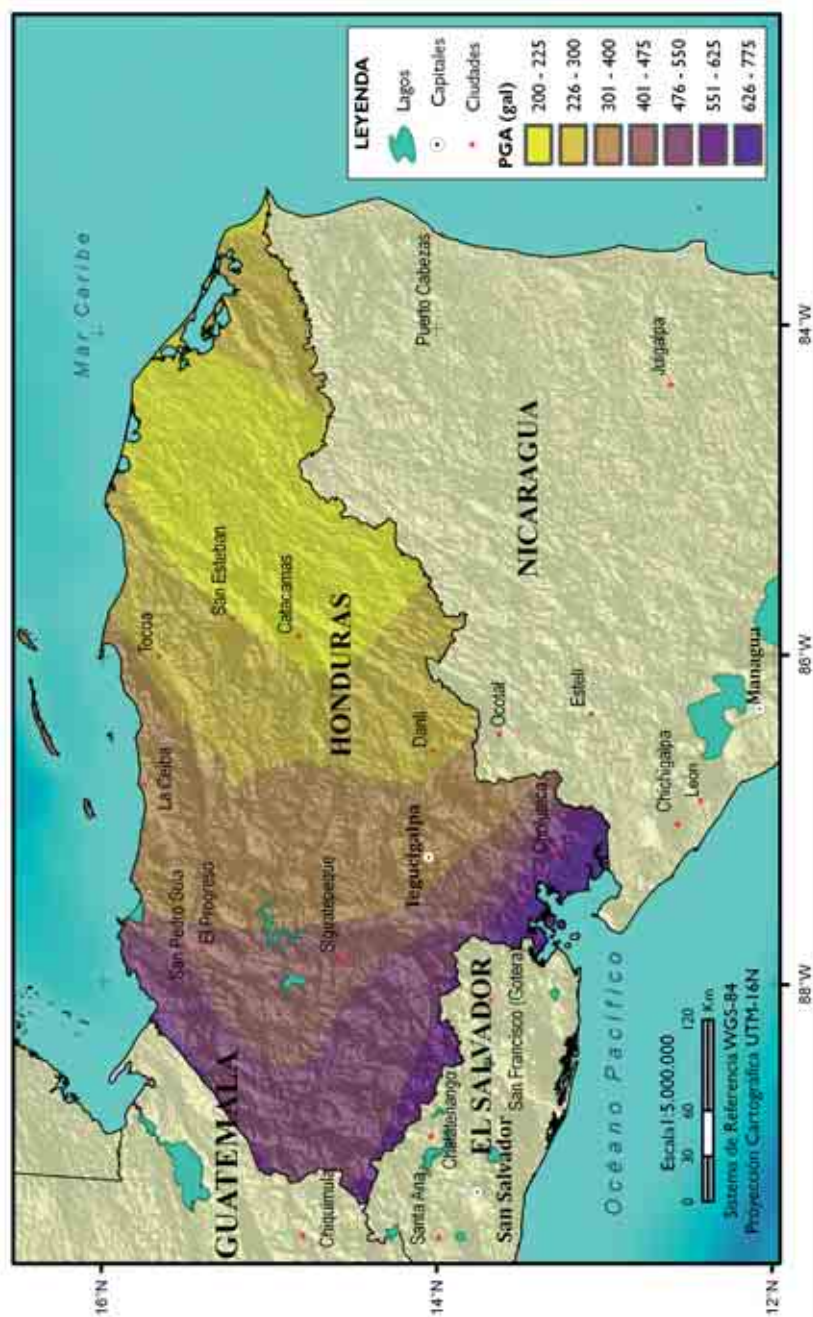 Mar Caribe
LEYENDA
Lagos
Capitales
Ciudades
PGA (gal)
200 - 225
226 - 300
301 - 400
401 - 475
476 - 550
551 - 625
626 - 775
GUATEMALA
HONDURAS
NICARAGUA
EL SALVADOR
San Pedro Sula
El Progreso
La Ceiba
Tocoa
San Esteban
Catacamas
Siguatepeque
Tegucigalpa
Danlí
Choluteca
Chiquimula
Santa Ana
Chalatenango
San Salvador
San Francisco (Gotera)
Ocotal
Estelí
Puerto Cabezas
Juigalpa
Chichigalpa
Leon
Managua
Océano Pacífico
Escala 1:5.000.000
0 30 60 120
Km
Sistema de Referencia WGS-84
Proyección Cartográfica UTM-16N
16°N
14°N
12°N
88°W
86°W
84°W